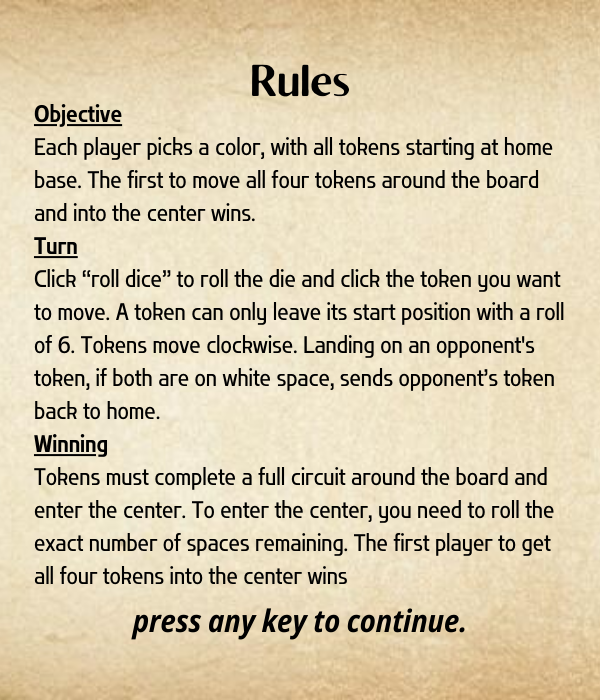 Rules
Objective
Each player picks a color, with all tokens starting at home
base. The first to move all four tokens around the board
and into the center wins.
Turn
Click “roll dice” to roll the die and click the token you want
to move. A token can only leave its start position with a roll
of 6. Tokens move clockwise. Landing on an opponent's
token, if both are on white space, sends opponent’s token
back to home.
Winning
Tokens must complete a full circuit around the board and
enter the center. To enter the center, you need to roll the
exact number of spaces remaining. The first player to get
all four tokens into the center wins
press any key to continue.